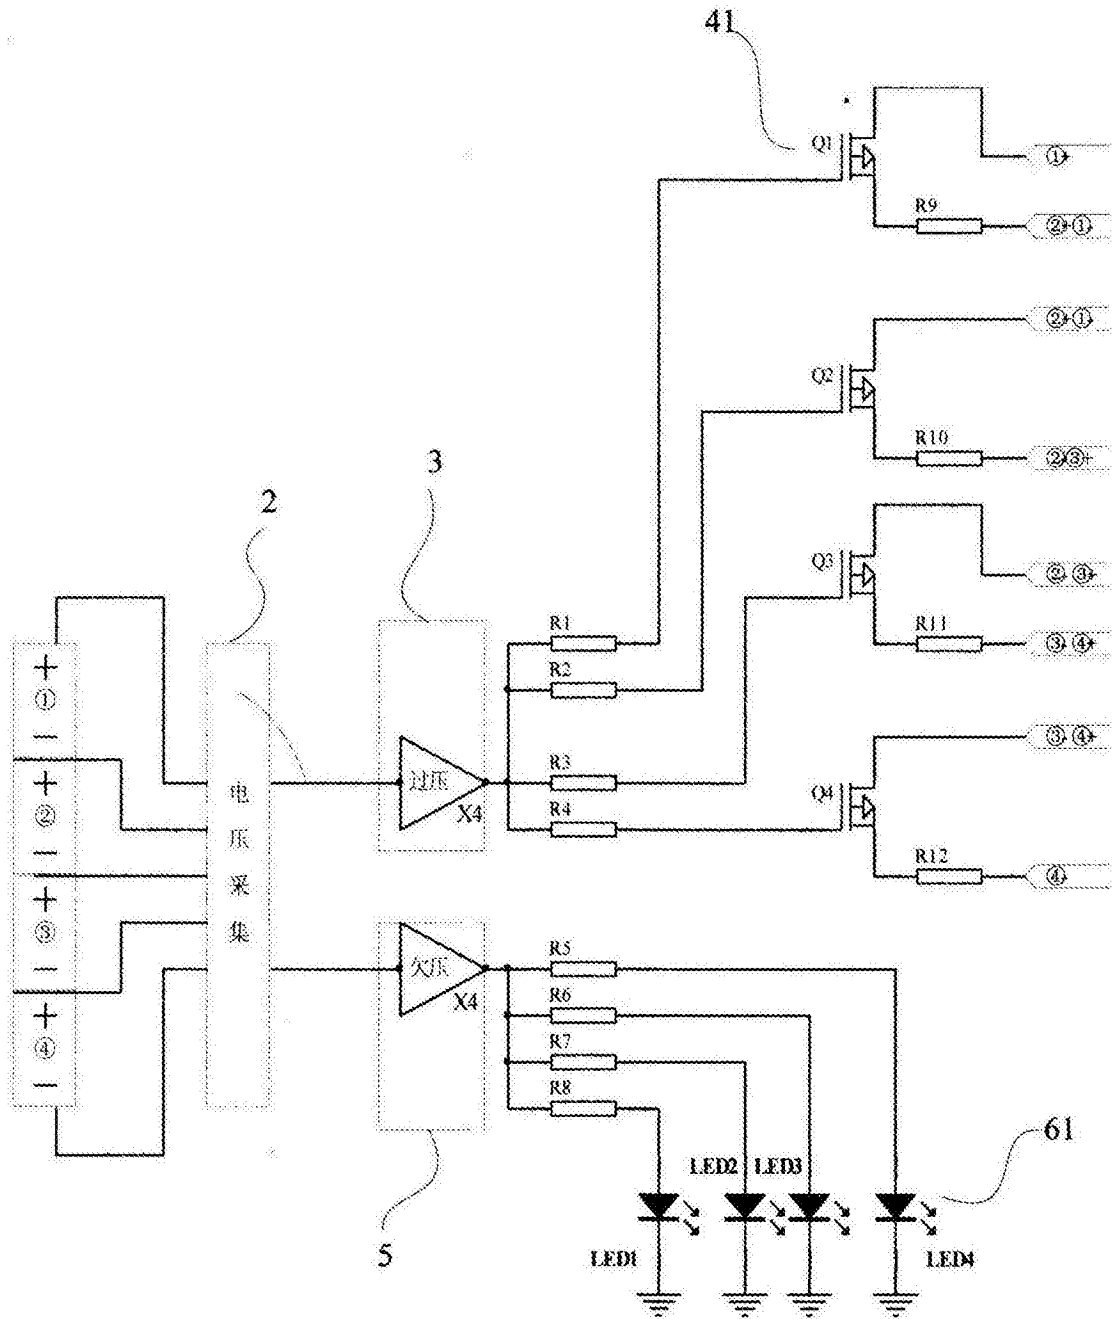 41
Q1
①+
R9
②+ ①-
②+ ①-
Q2
R10
②-③+
3
2
Q3
②- ③+
R1
R11
③- ④+
R2
+
①
−
③- ④+
+
②
−
电压采集
过压
X4
R3
R4
Q4
R12
④-
+
③
−
欠压
X4
R5
R6
+
④
−
R7
R8
61
LED2 LED3
5
LED1
LED4